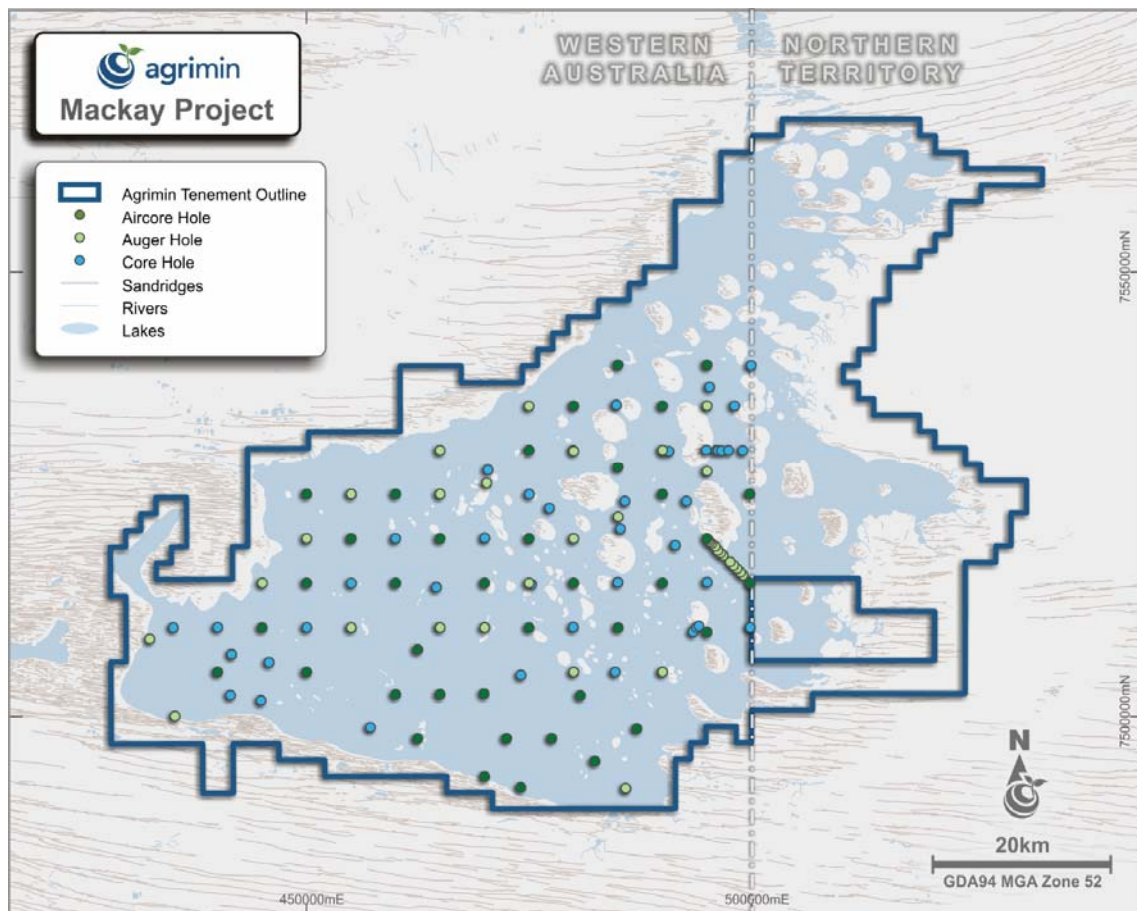 agrimin
Mackay Project
WESTERN
AUSTRALIA
NORTHERN
TERRITORY
Agrimin Tenement Outline
Aircore Hole
Auger Hole
Core Hole
Sandridges
Rivers
Lakes
7550000mN
7500000mN
N
20km
GDA94 MGA Zone 52
450000mE
500000mE